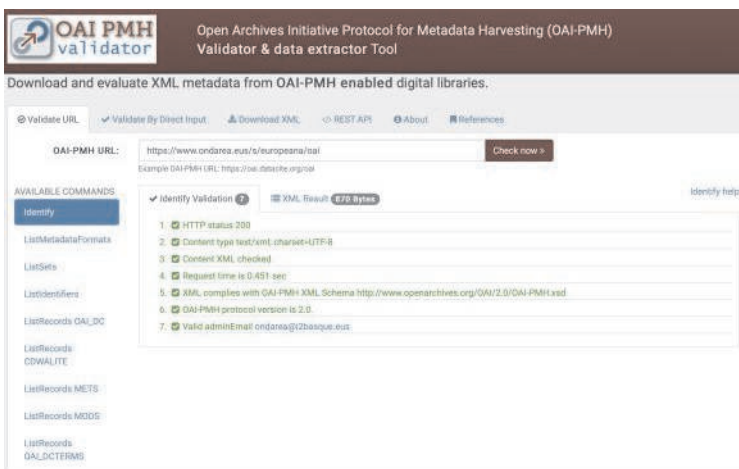 OAI PMH
validator
Open Archives Initiative Protocol for Metadata Harvesting (OAI-PMH)
Validator & data extractor Tool
Download and evaluate XML metadata from OAI-PMH enabled digital libraries.
Validate URL
Validate By Direct Input
Download XML
</> REST API
About
References
OAI-PMH URL:
https://www.ondarea.eus/s/europeana/oai
Check now »
Example OAI-PMH URL: https://oai.datacite.org/oai
AVAILABLE COMMANDS
Identify
ListMetadataFormats
ListSets
ListIdentifiers
ListRecords OAI_DC
ListRecords
CDWALITE
ListRecords METS
ListRecords MODS
ListRecords
OAI_DCTERMS
Identify Validation 7
XML Result 870 Bytes
Identify help
1. HTTP status 200
2. Content type text/xml;charset=UTF-8
3. Content XML checked
4. Request time is 0.451 sec
5. XML complies with OAI-PMH XML Schema http://www.openarchives.org/OAI/2.0/OAI-PMH.xsd
6. OAI-PMH protocol version is 2.0.
7. Valid adminEmail ondarea@i2basque.eus